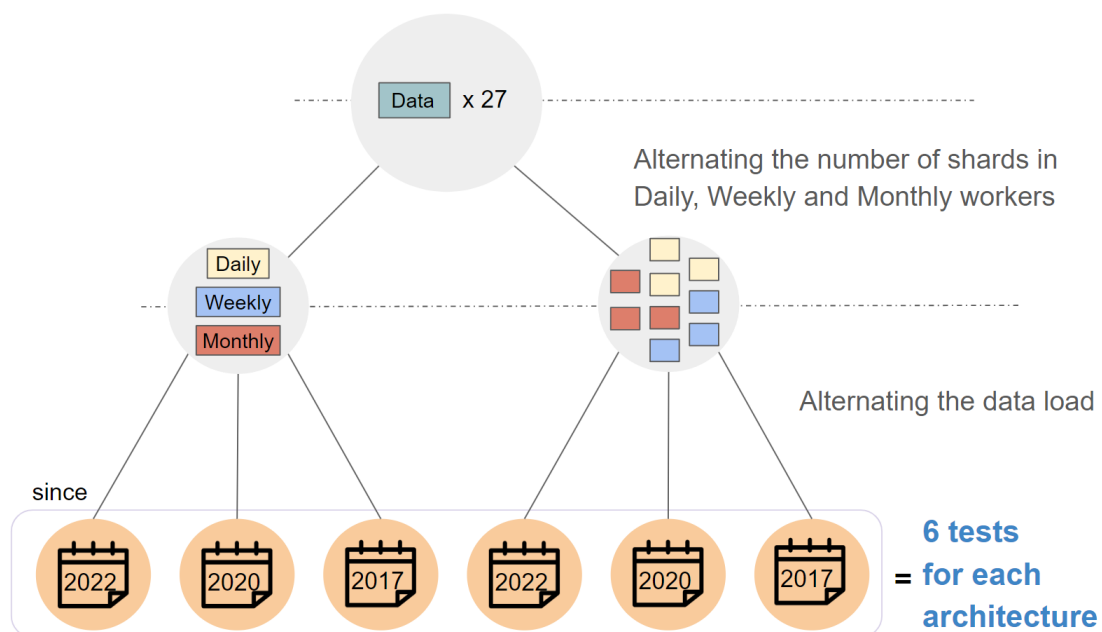 Data x 27
Alternating the number of shards in
Daily, Weekly and Monthly workers
Daily
Weekly
Monthly
Alternating the data load
since
2022 2020 2017 2022 2020 2017
= 6 tests
for each
architecture